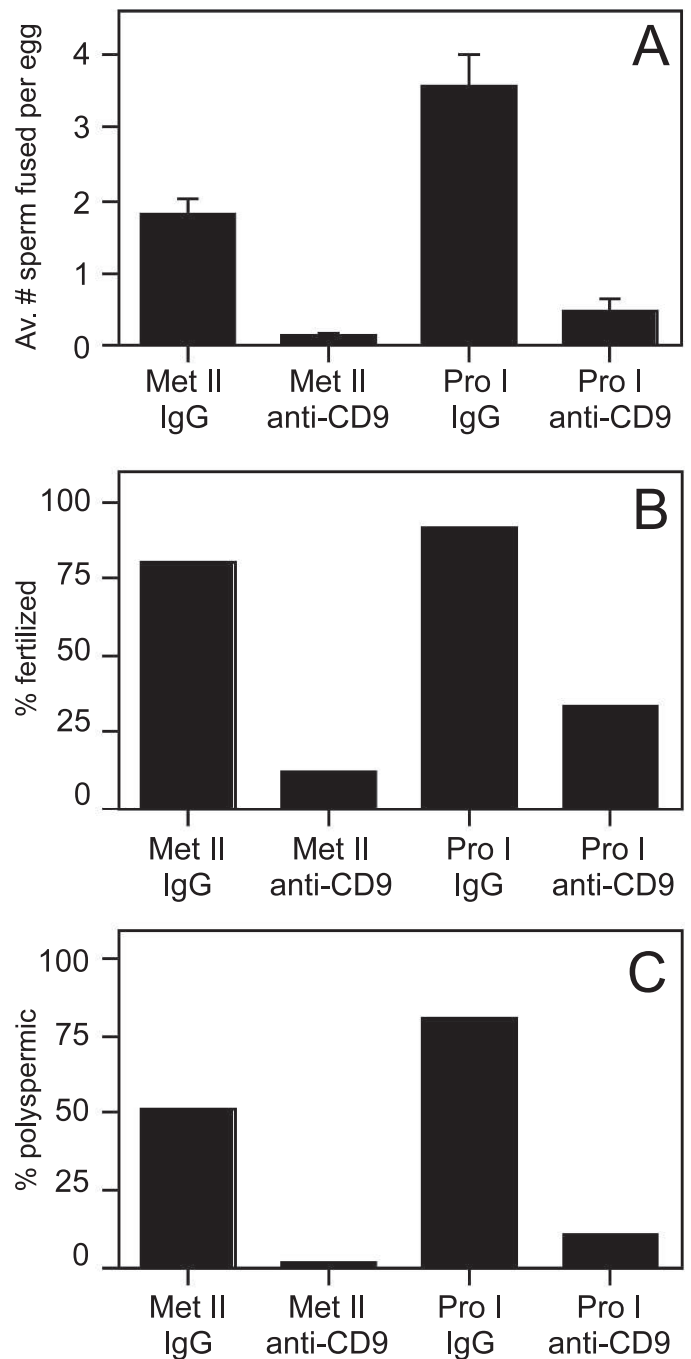 A
Av. # sperm fused per egg
4
3
2
1
0
Met II Met II Pro I Pro I
IgG anti-CD9 IgG anti-CD9
B
% fertilized
100
75
50
25
0
Met II Met II Pro I Pro I
IgG anti-CD9 IgG anti-CD9
C
% polyspermic
100
75
50
25
0
Met II Met II Pro I Pro I
IgG anti-CD9 IgG anti-CD9